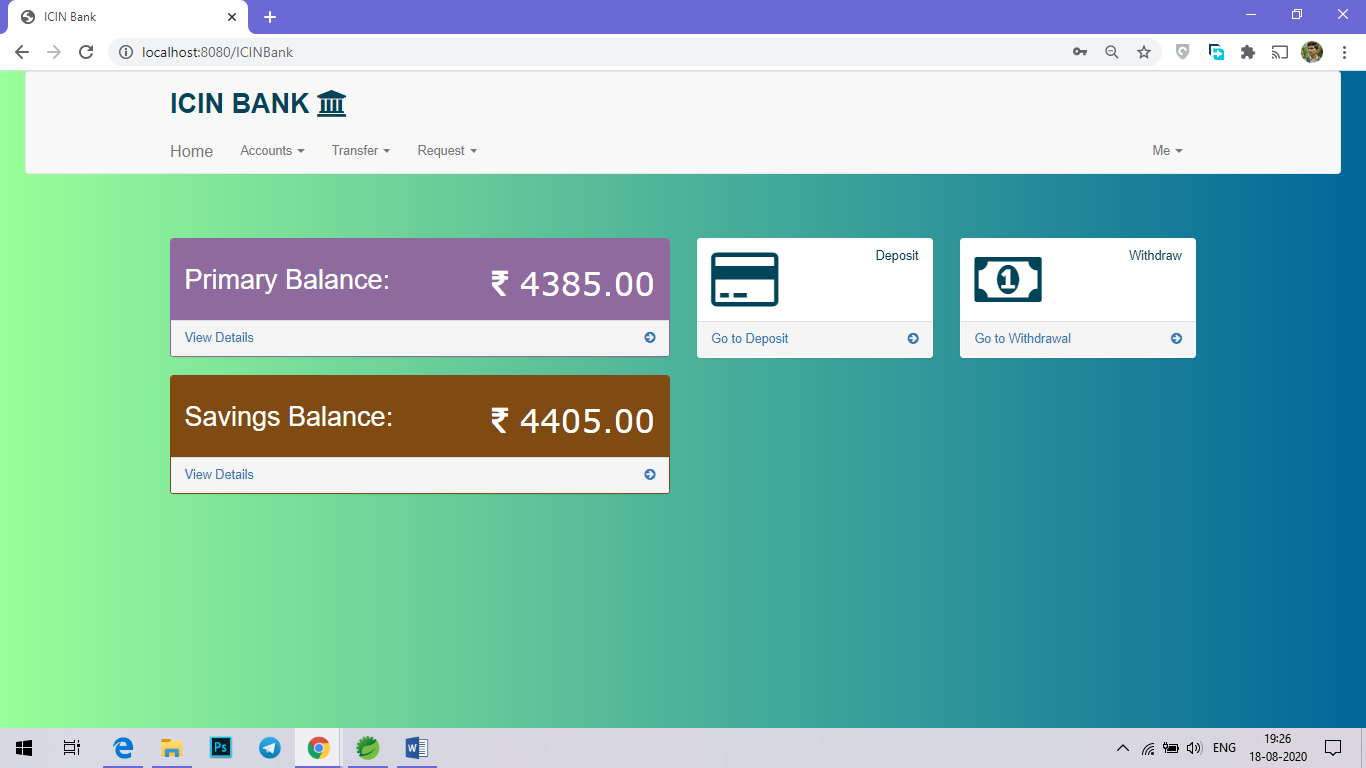 ICIN Bank
localhost:8080/ICINBank
ICIN BANK
Home Accounts Transfer Request Me
Primary Balance: ₹ 4385.00
View Details
Savings Balance: ₹ 4405.00
View Details
Deposit
Go to Deposit
Withdraw
1
Go to Withdrawal
Ps
W
ENG
19:26
18-08-2020